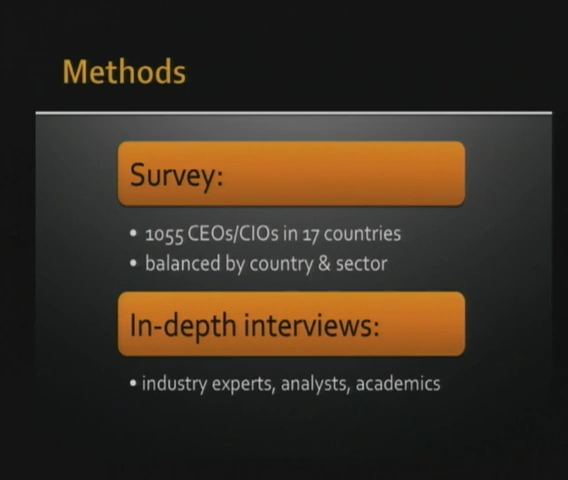 Methods
Survey:
• 1055 CEOs/CIOs in 17 countries
• balanced by country & sector
In-depth interviews:
• industry experts, analysts, academics